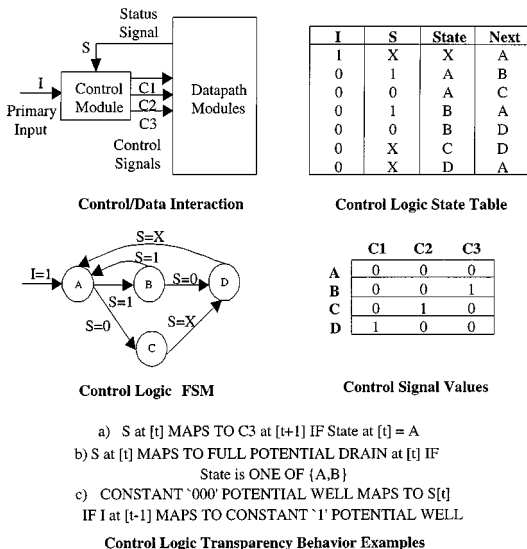 Status
Signal
S
I
Control
Module
C1
C2
C3
Primary
Input
Control
Signals
Datapath
Modules
Control/Data Interaction
I S State Next
1 X X A
0 1 A B
0 0 A C
0 1 B A
0 0 B D
0 X C D
0 X D A
Control Logic State Table
S=X
I=1
S=1
A
B
D
S=1
S=0
S=0
C
S=X
Control Logic FSM
C1 C2 C3
A 0 0 0
B 0 0 1
C 0 1 0
D 1 0 0
Control Signal Values
a) S at [t] MAPS TO C3 at [t+1] IF State at [t] = A
b) S at [t] MAPS TO FULL POTENTIAL DRAIN at [t] IF
State is ONE OF {A,B}
c) CONSTANT `000' POTENTIAL WELL MAPS TO S[t]
IF I at [t-1] MAPS TO CONSTANT `1' POTENTIAL WELL
Control Logic Transparency Behavior Examples